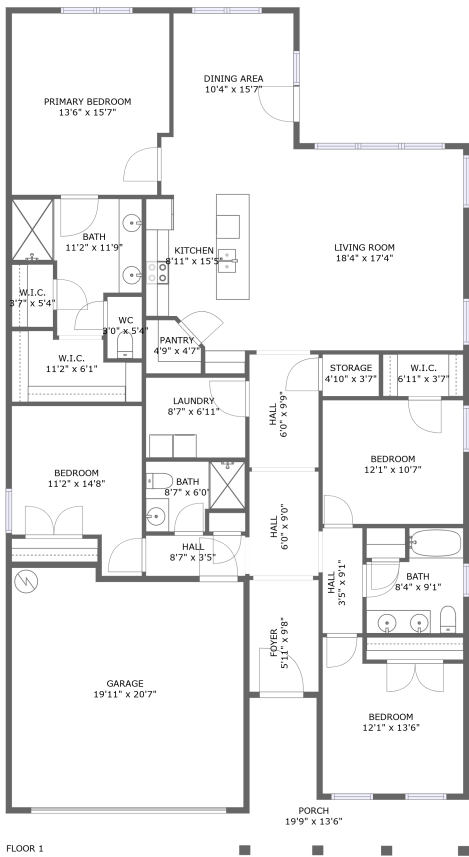 DINING AREA
10'4" x 15'7"
PRIMARY BEDROOM
13'6" x 15'7"
BATH
11'2" x 11'9"
KITCHEN
8'11" x 15'5"
LIVING ROOM
18'4" x 17'4"
W.I.C.
3'7" x 5'4"
WC
3'0" x 5'4"
W.I.C.
11'2" x 6'1"
PANTRY
4'9" x 4'7"
STORAGE
4'10" x 3'7"
W.I.C.
6'11" x 3'7"
LAUNDRY
8'7" x 6'11"
HALL
6'0" x 9'9"
BEDROOM
12'1" x 10'7"
BEDROOM
11'2" x 14'8"
BATH
8'7" x 6'0"
HALL
6'0" x 9'0"
HALL
8'7" x 3'5"
HALL
3'5" x 9'1"
BATH
8'4" x 9'1"
FOYER
5'11" x 9'8"
GARAGE
19'11" x 20'7"
BEDROOM
12'1" x 13'6"
PORCH
19'9" x 13'6"
FLOOR 1